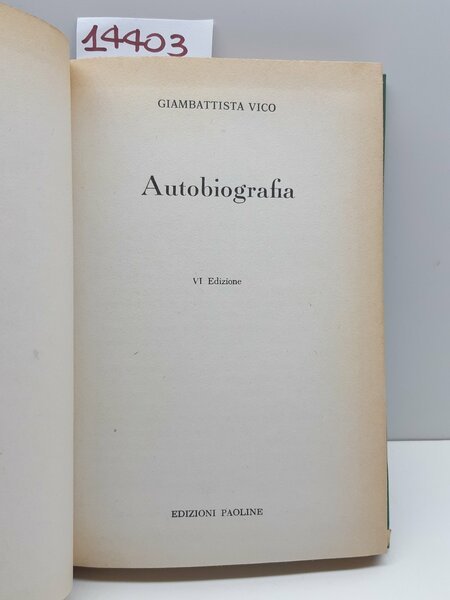 14403
GIAMBATTISTA VICO
Autobiografia
VI Edizione
EDIZIONI PAOLINE